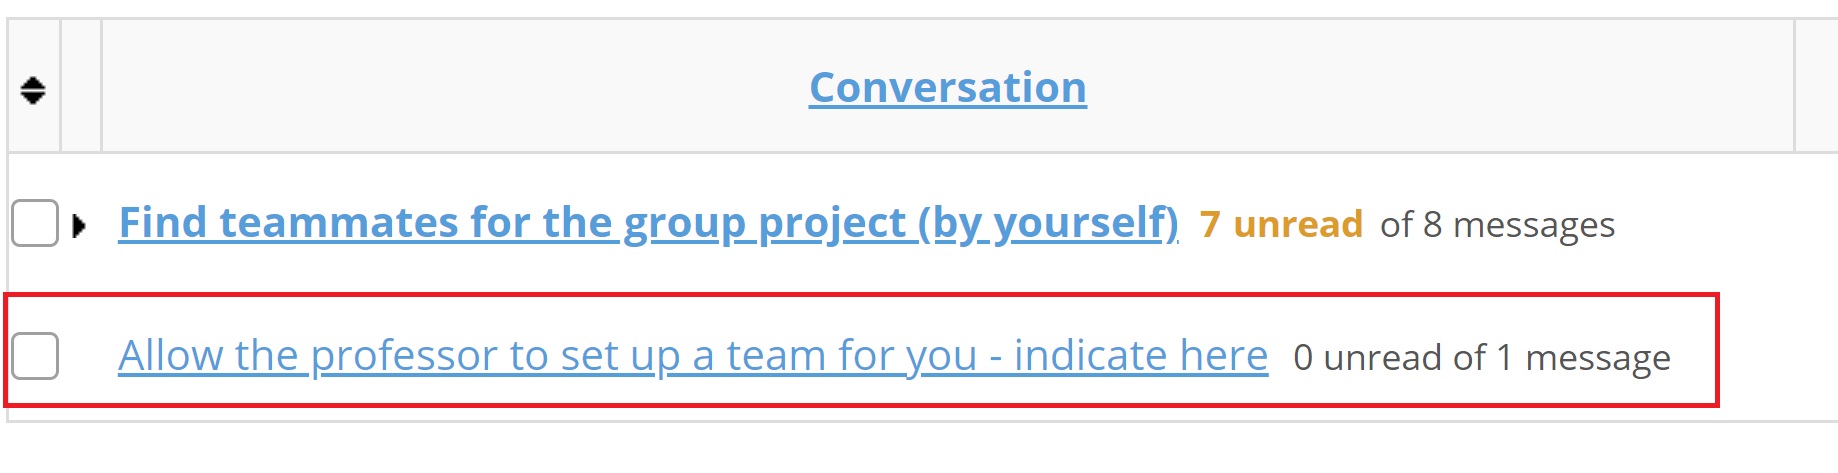 Conversation
Find teammates for the group project (by yourself) 7 unread of 8 messages
Allow the professor to set up a team for you - indicate here 0 unread of 1 message